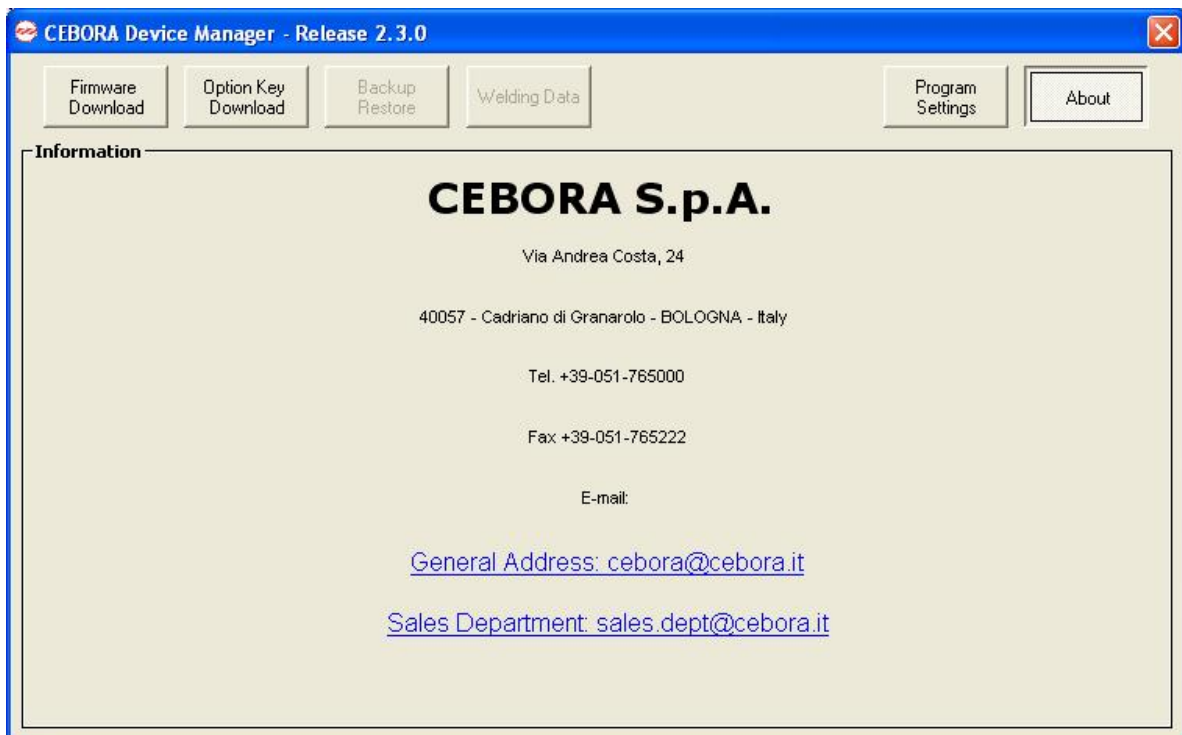 CEBORA Device Manager - Release 2.3.0
Firmware
Download
Option Key
Download
Backup
Restore
Welding Data
Program
Settings
About
Information
CEBORA S.p.A.
Via Andrea Costa, 24
40057 - Cadriano di Granarolo - BOLOGNA - Italy
Tel. +39-051-765000
Fax +39-051-765222
E-mail:
General Address: cebora@cebora.it
Sales Department: sales.dept@cebora.it